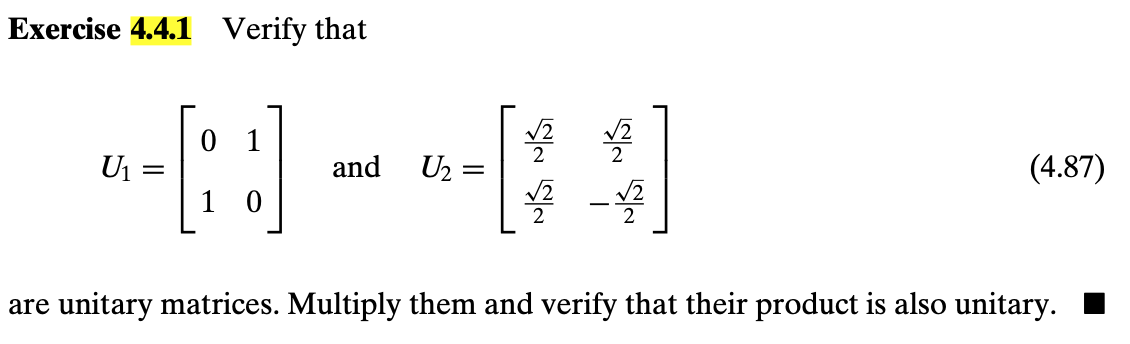 Exercise 4.4.1 Verify that
U₁ = [0 1; 1 0] and U₂ = [√2/2 √2/2; √2/2 −√2/2] (4.87)
are unitary matrices. Multiply them and verify that their product is also unitary. ■